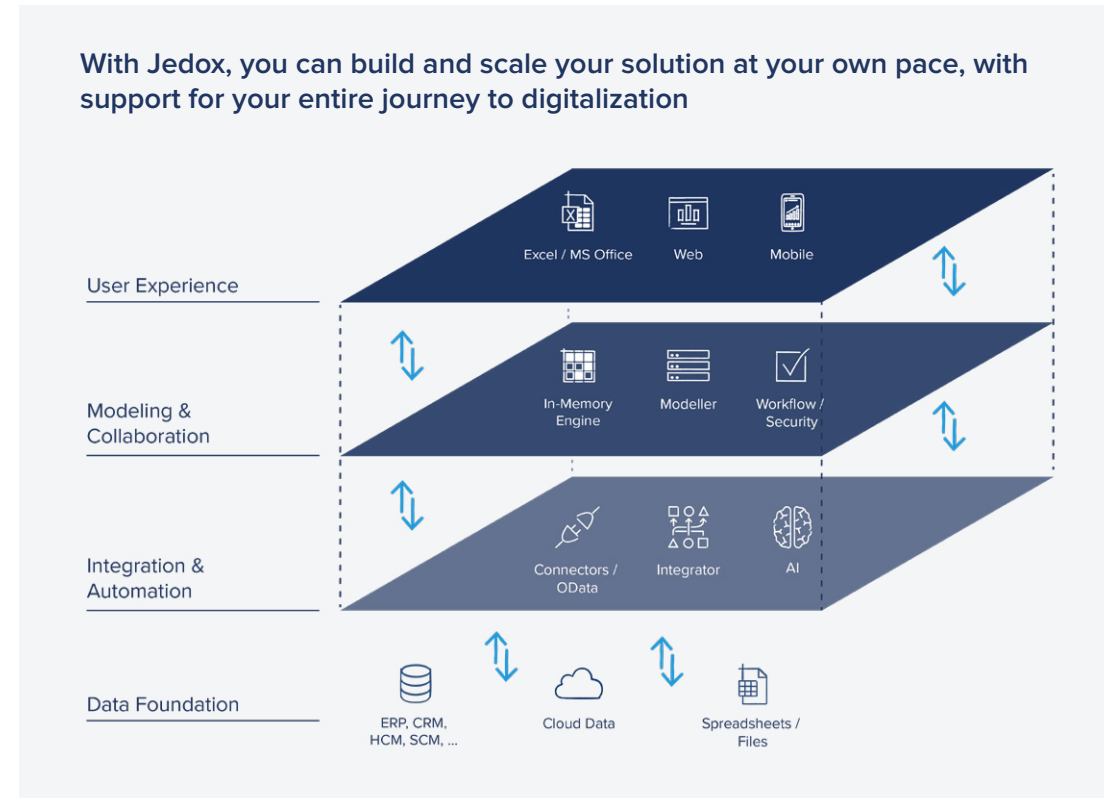 With Jedox, you can build and scale your solution at your own pace, with
support for your entire journey to digitalization
Excel / MS Office
Web
Mobile
User Experience
In-Memory
Engine
Modeller
Workflow /
Security
Modeling &
Collaboration
Connectors /
OData
Integrator
AI
Integration &
Automation
Data Foundation
ERP, CRM,
HCM, SCM, ...
Cloud Data
Spreadsheets /
Files